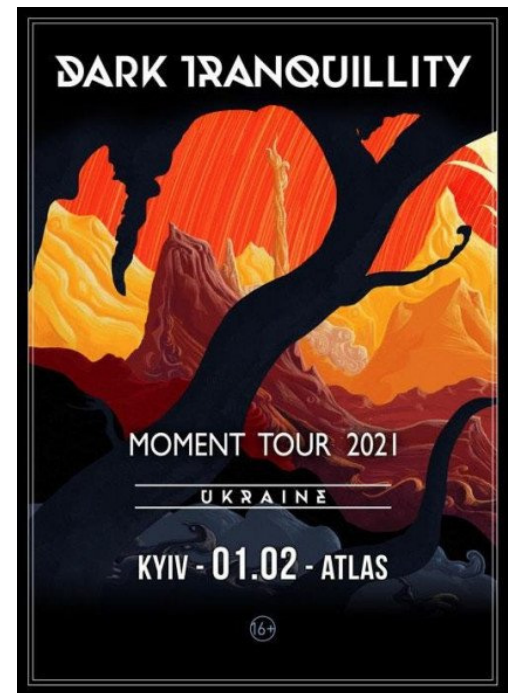 DARK TRANQUILLITY
MOMENT TOUR 2021
UKRAINE
KYIV - 01.02 - ATLAS
16+